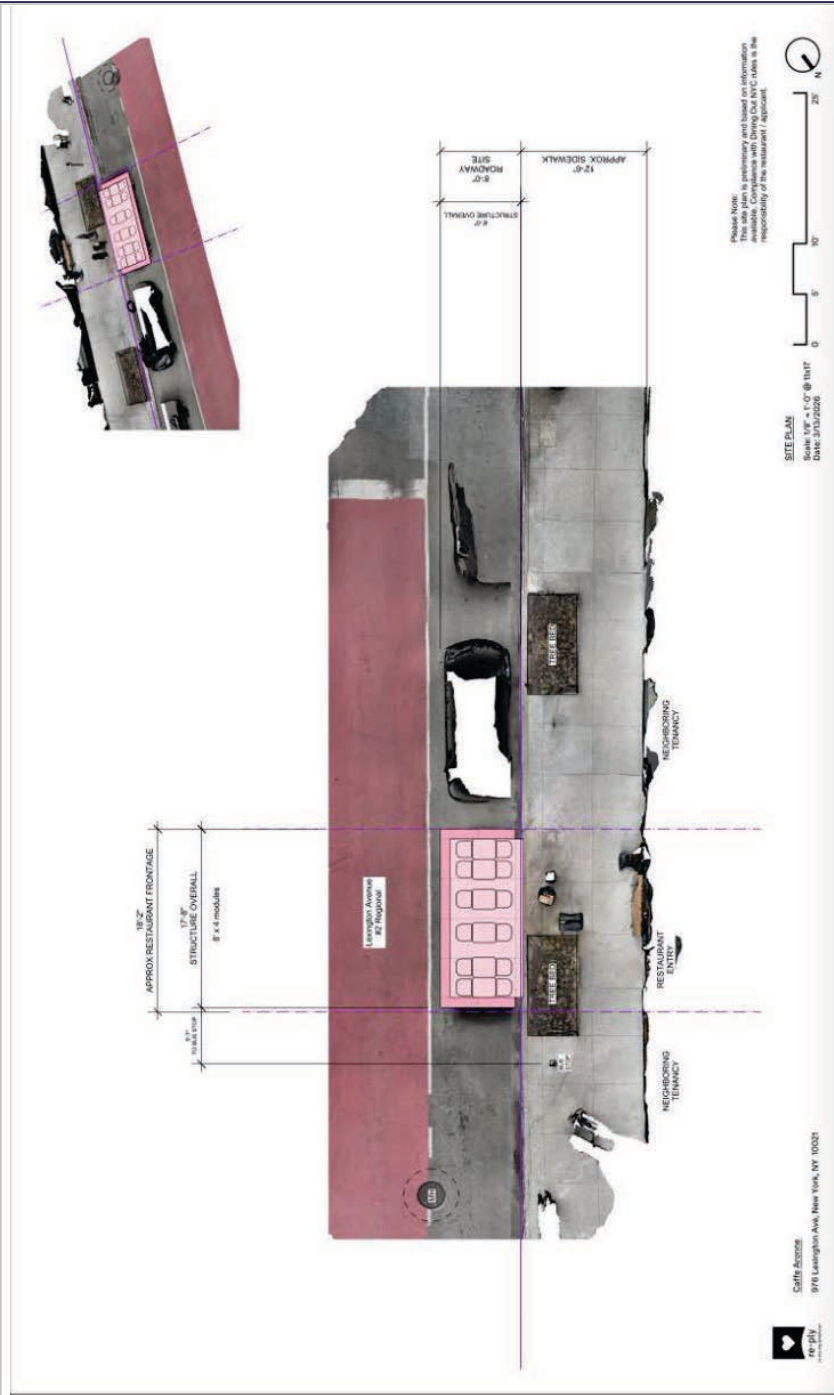 Please Note:
This site plan is preliminary and based on information
available. Compliance with Dining Out NYC rules is the
responsibility of the restaurant / applicant.
N
0
5'
10'
25'
SITE PLAN
Scale: 1/8" = 1'-0" @ 11x17
Date: 3/13/2026
8'-0"
ROADWAY
SITE
12'-6"
APPROX. SIDEWALK
STRUCTURE OVERALL
18'-2"
APPROX RESTAURANT FRONTAGE
17'-8"
STRUCTURE OVERALL
8' x 4 modules
TO BUS STOP
Lexington Avenue
#2 Regional
TREE BED
TREE BED
BUS
STOP
MH
NEIGHBORING
TENANCY
RESTAURANT
ENTRY
NEIGHBORING
TENANCY
Caffe Aronne
976 Lexington Ave, New York, NY 10021
re-ply